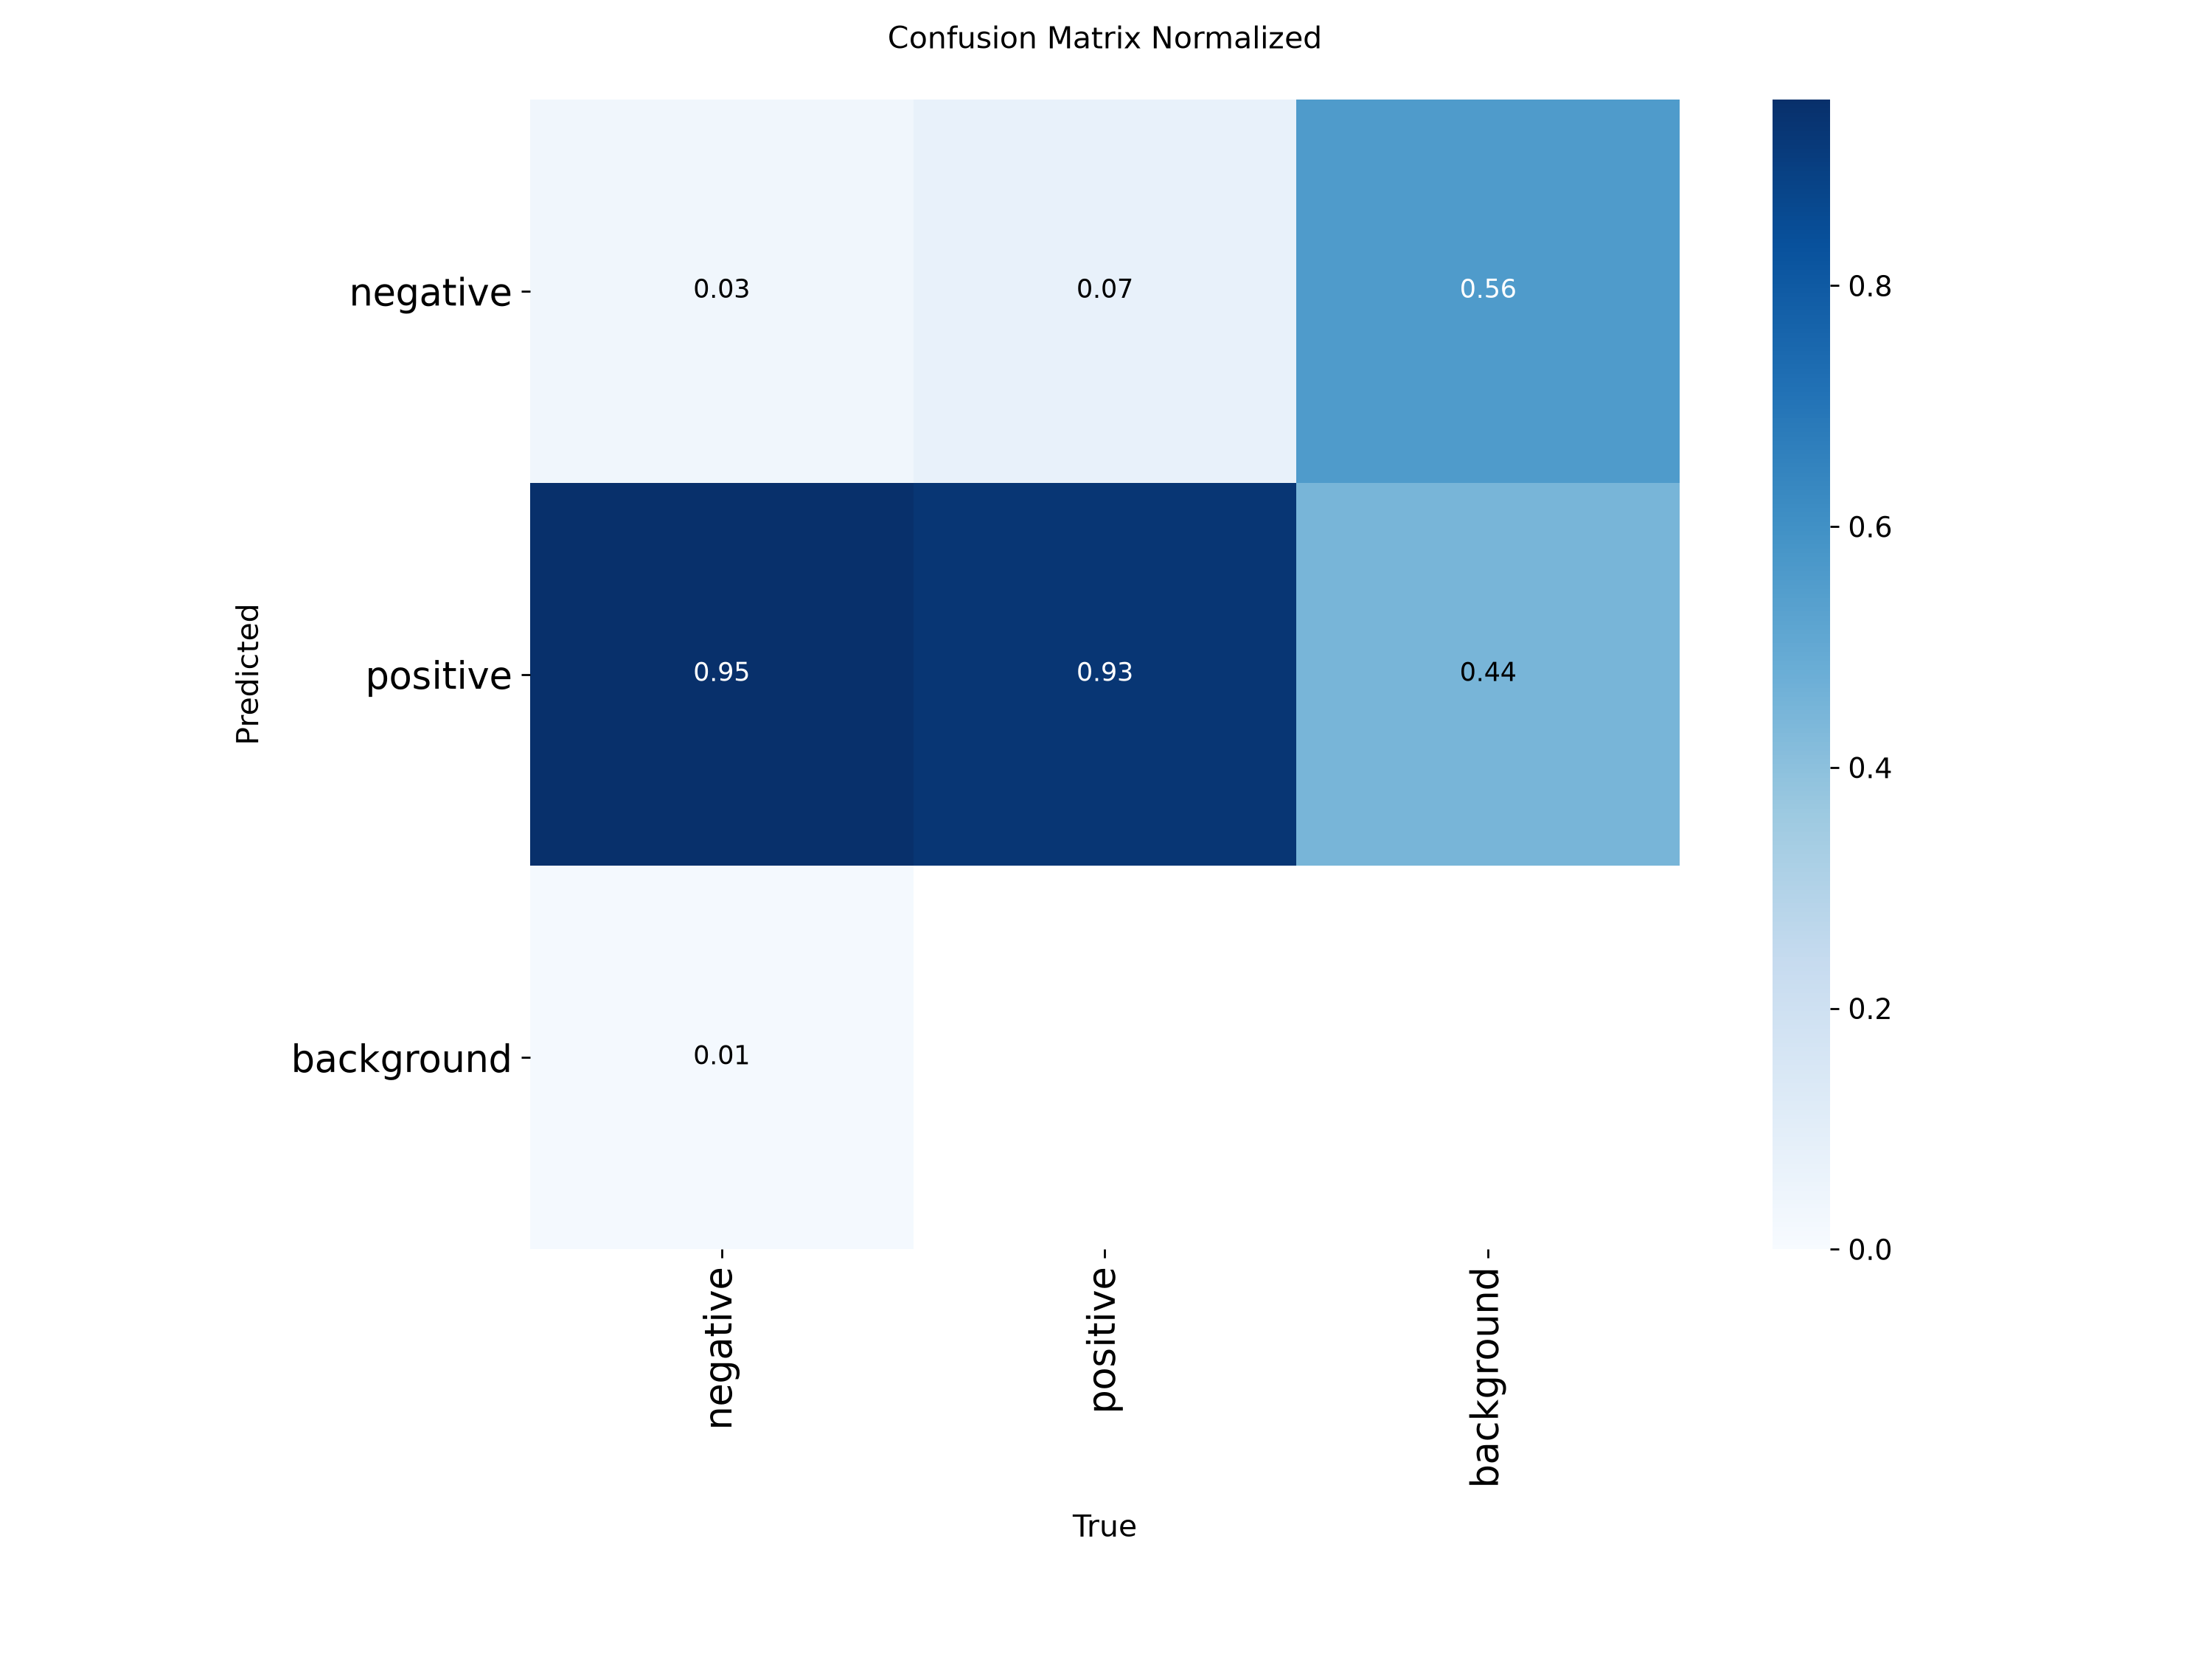 Confusion Matrix Normalized
negative
0.03
0.07
0.56
0.8
0.6
Predicted
positive
0.95
0.93
0.44
0.4
background
0.01
0.2
0.0
negative
positive
background
True